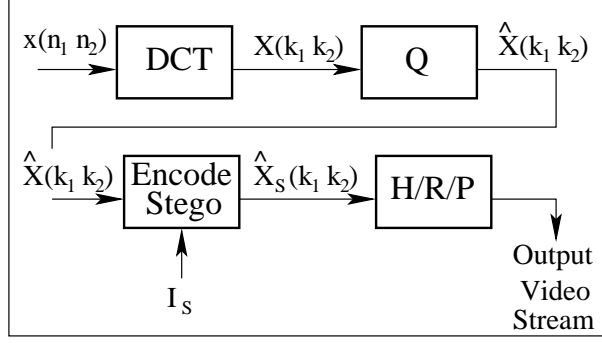 x(n₁ n₂) DCT X(k₁ k₂) Q X̂(k₁ k₂)
X̂(k₁ k₂) Encode Stego X̂ₛ(k₁ k₂) H/R/P
Iₛ
Output
Video
Stream